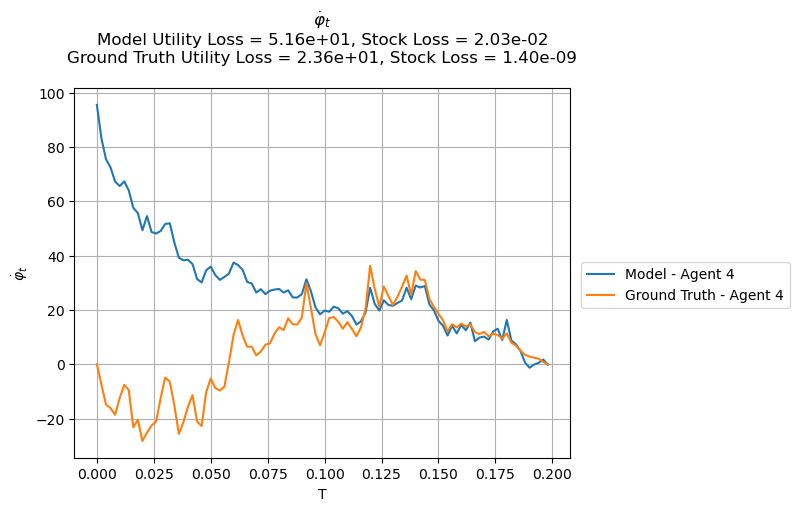 φ̇ₜ
Model Utility Loss = 5.16e+01, Stock Loss = 2.03e-02
Ground Truth Utility Loss = 2.36e+01, Stock Loss = 1.40e-09
100
80
60
40
20
0
−20
φ̇ₜ
0.000 0.025 0.050 0.075 0.100 0.125 0.150 0.175 0.200
T
Model - Agent 4
Ground Truth - Agent 4